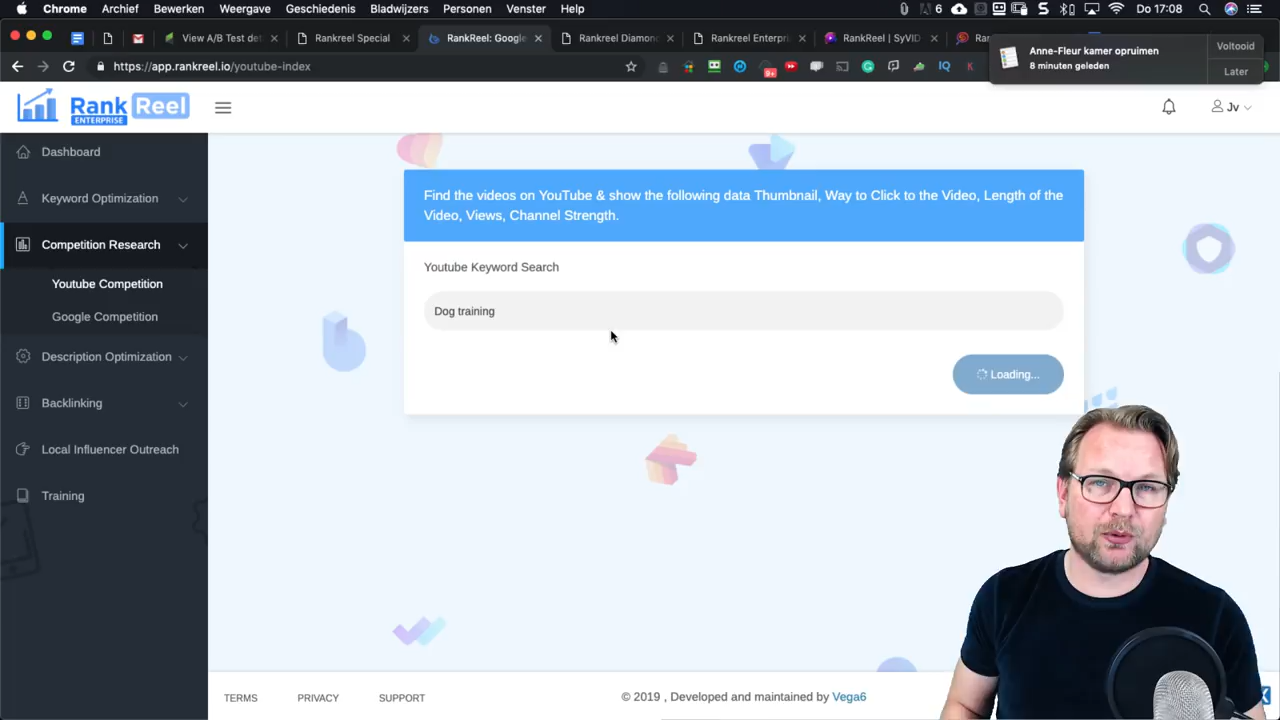 Chrome Archief Bewerken Weergave Geschiedenis Bladwijzers Personen Venster Help 6 Do 17:08
View A/B Test det Rankreel Special RankReel: Google Rankreel Diamon Rankreel Enterpri RankReel | SyVID Ran
Anne-Fleur kamer opruimen
8 minuten geleden
Voltooid
Later
https://app.rankreel.io/youtube-index
9+
IQ
K
Rank Reel
ENTERPRISE
Jv
Dashboard
Keyword Optimization
Competition Research
Youtube Competition
Google Competition
Description Optimization
Backlinking
Local Influencer Outreach
Training
Find the videos on YouTube & show the following data Thumbnail, Way to Click to the Video, Length of the
Video, Views, Channel Strength.
Youtube Keyword Search
Dog training
Loading...
TERMS PRIVACY SUPPORT
© 2019 , Developed and maintained by Vega6